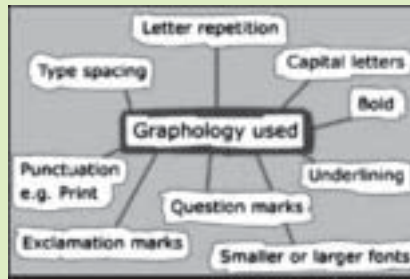 Letter repetition
Type spacing
Capital letters
Bold
Graphology used
Punctuation
e.g. Print
Underlining
Question marks
Exclamation marks
Smaller or larger fonts